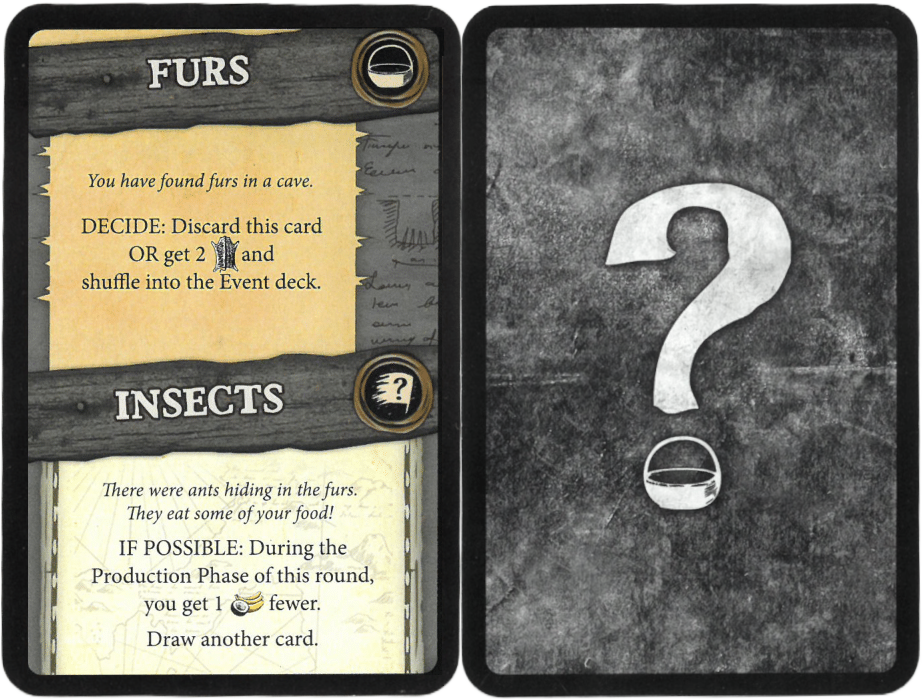 FURS
You have found furs in a cave.
DECIDE: Discard this card
OR get 2 and
shuffle into the Event deck.
INSECTS
?
There were ants hiding in the furs.
They eat some of your food!
IF POSSIBLE: During the
Production Phase of this round,
you get 1 fewer.
Draw another card.
?